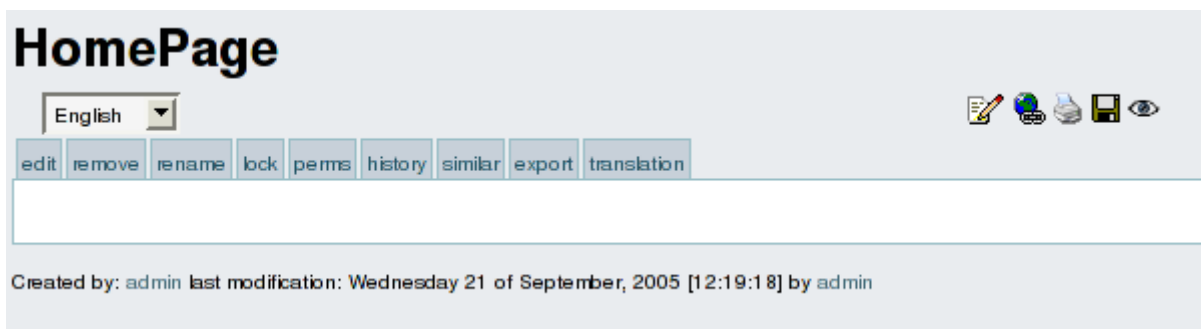 HomePage
English
edit remove rename lock perms history similar export translation
Created by: admin last modification: Wednesday 21 of September, 2005 [12:19:18] by admin